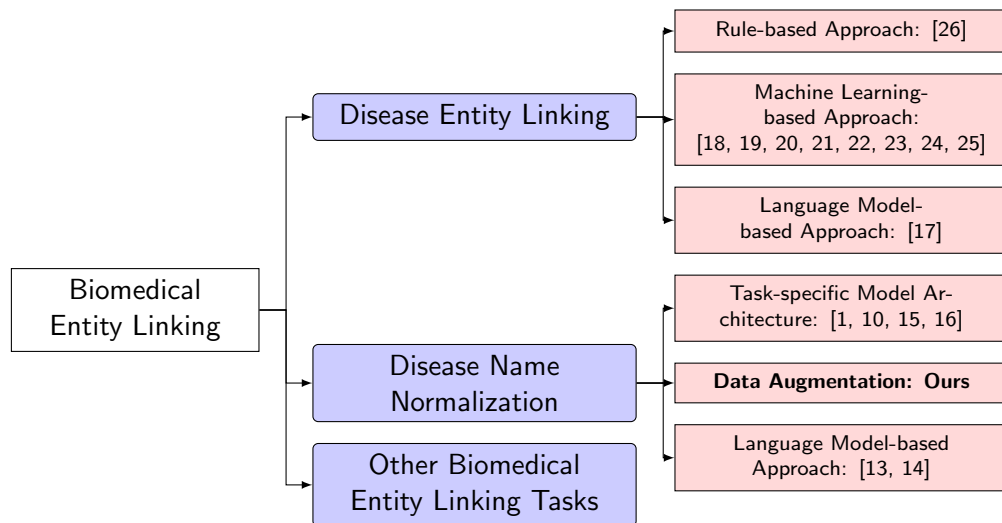 Biomedical
Entity Linking
Disease Entity Linking
Rule-based Approach: [26]
Machine Learning-
based Approach:
[18, 19, 20, 21, 22, 23, 24, 25]
Language Model-
based Approach: [17]
Disease Name
Normalization
Task-specific Model Ar-
chitecture: [1, 10, 15, 16]
Data Augmentation: Ours
Language Model-based
Approach: [13, 14]
Other Biomedical
Entity Linking Tasks